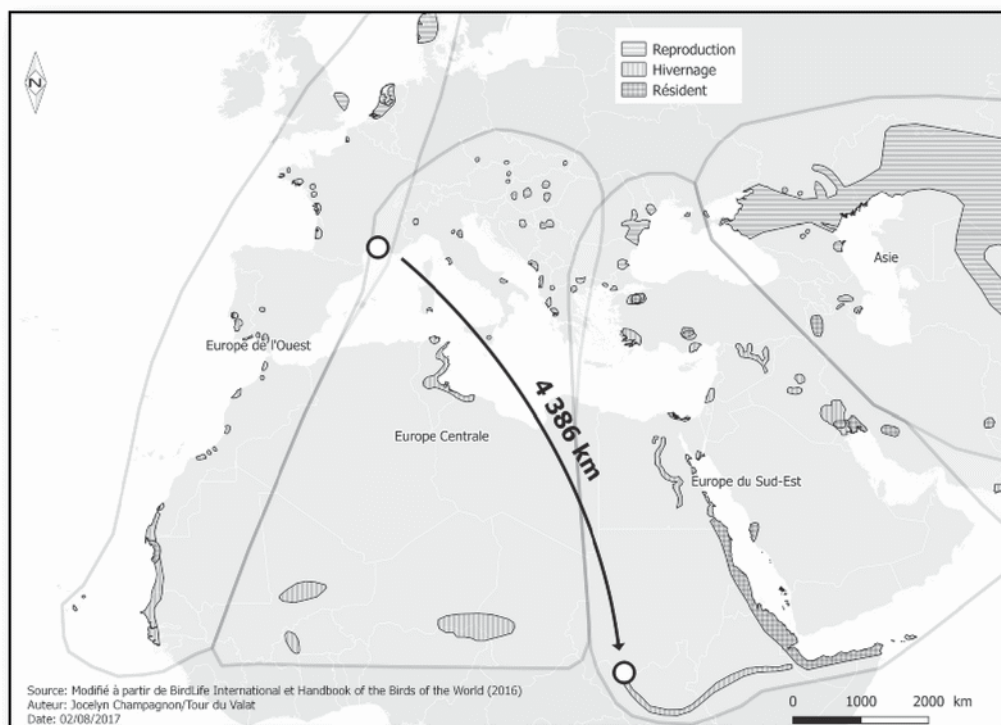 Reproduction
Hivernage
Résident
N
Asie
Europe de l'Ouest
4 386 km
Europe Centrale
Europe du Sud-Est
Source: Modifié à partir de BirdLife International et Handbook of the Birds of the World (2016)
Auteur: Jocelyn Champagnon/Tour du Valat
Date: 02/08/2017
0 1000 2000 km